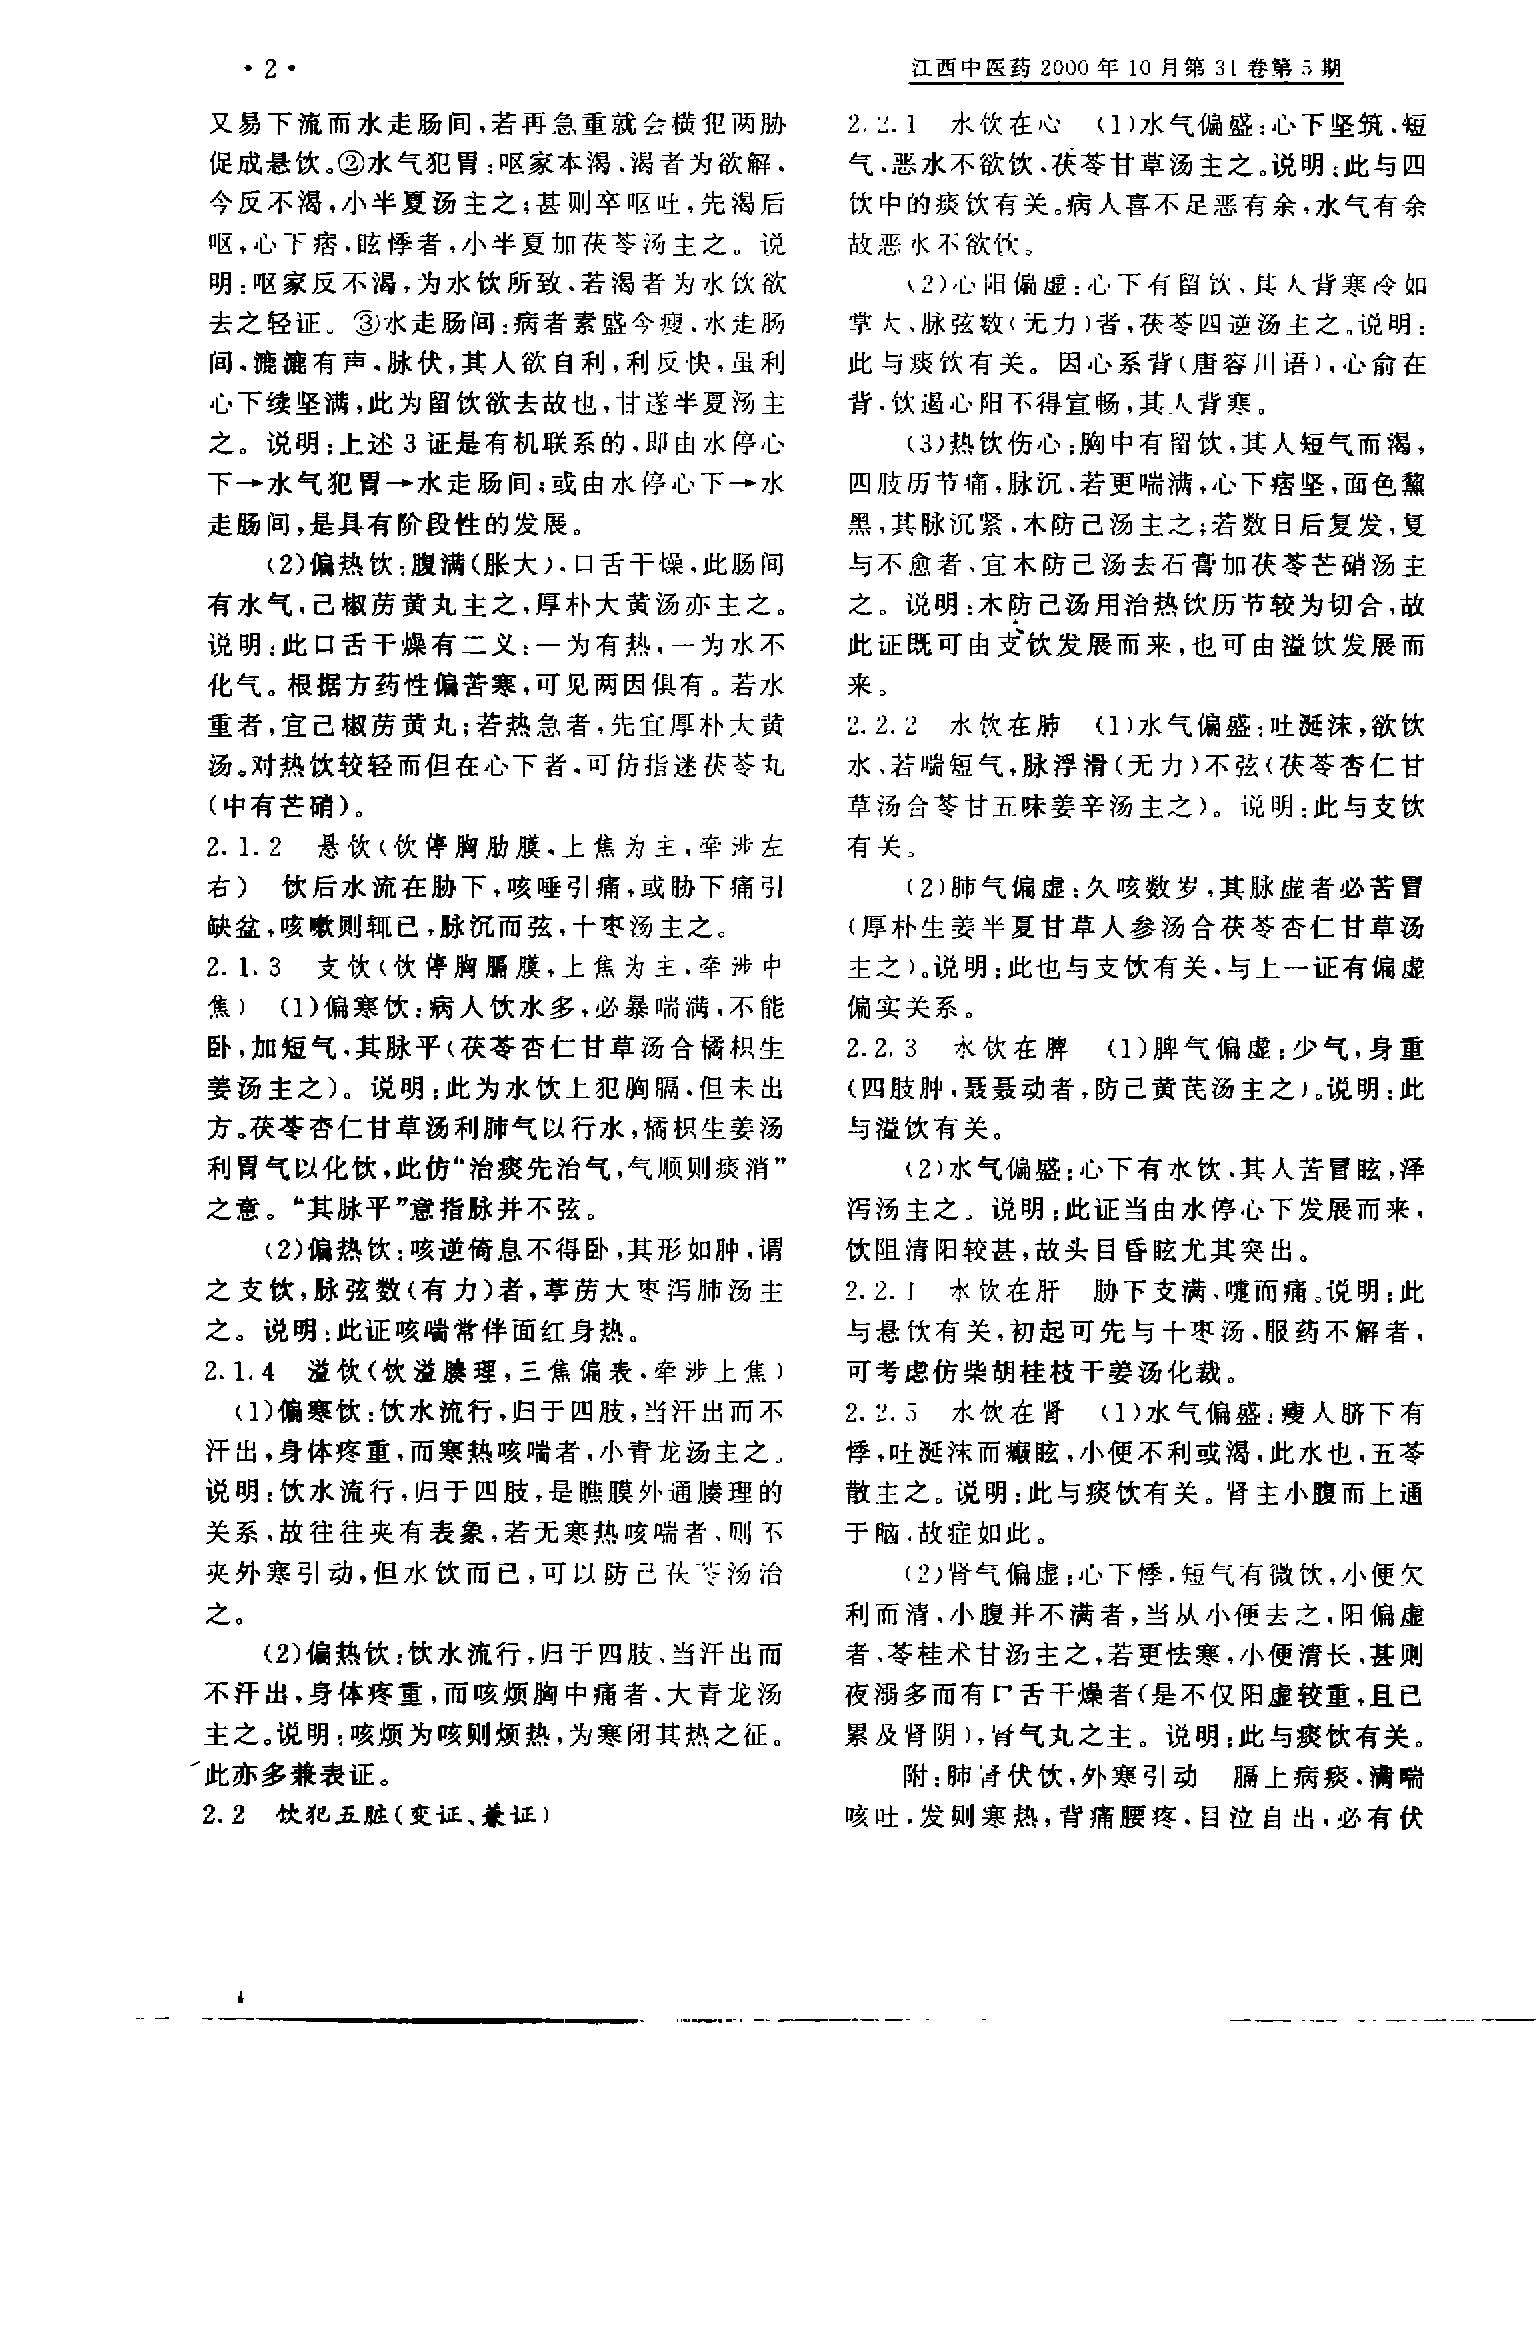 ·2·
江西中医药2000年10月第31卷第5期
又易下流而水走肠间,若再急重就会横犯两胁
促成悬饮。②水气犯胃:呕家本渴,渴者为欲解,
今反不渴,小半夏汤主之;甚则卒呕吐,先渴后
呕,心下痞,眩悸者,小半夏加茯苓汤主之。说
明:呕家反不渴,为水饮所致,若渴者为水饮欲
去之轻证。③水走肠间:病者素盛今瘦,水走肠
间,漉漉有声,脉伏,其人欲自利,利反快,虽利
心下续坚满,此为留饮欲去故也,甘遂半夏汤主
之。说明:上述3证是有机联系的,即由水停心
下→水气犯胃→水走肠间;或由水停心下→水
走肠间,是具有阶段性的发展。
(2)偏热饮:腹满(胀大),口舌干燥,此肠间
有水气,己椒苈黄丸主之,厚朴大黄汤亦主之。
说明:此口舌干燥有二义:一为有热,一为水不
化气。根据方药性偏苦寒,可见两因俱有。若水
重者,宜己椒苈黄丸;若热急者,先宜厚朴大黄
汤。对热饮较轻而但在心下者,可仿指迷茯苓丸
(中有芒硝)。
2.1.2 悬饮(饮停胸肋膜,上焦为主,牵涉左
右) 饮后水流在胁下,咳唾引痛,或胁下痛引
缺盆,咳嗽则辄已,脉沉而弦,十枣汤主之。
2.1.3 支饮(饮停胸膈膜,上焦为主,牵涉中
焦) (1)偏寒饮:病人饮水多,必暴喘满,不能
卧,加短气,其脉平(茯苓杏仁甘草汤合橘枳生
姜汤主之)。说明:此为水饮上犯胸膈,但未出
方。茯苓杏仁甘草汤利肺气以行水,橘枳生姜汤
利胃气以化饮,此仿“治痰先治气,气顺则痰消”
之意。“其脉平”意指脉并不弦。
(2)偏热饮:咳逆倚息不得卧,其形如肿,谓
之支饮,脉弦数(有力)者,葶苈大枣泻肺汤主
之。说明:此证咳喘常伴面红身热。
2.1.4 溢饮(饮溢腠理,三焦偏表,牵涉上焦)
(1)偏寒饮:饮水流行,归于四肢,当汗出而不
汗出,身体疼重,而寒热咳喘者,小青龙汤主之。
说明:饮水流行,归于四肢,是膲膜外通腠理的
关系,故往往夹有表象,若无寒热咳喘者,则不
夹外寒引动,但水饮而已,可以防己茯苓汤治
之。
(2)偏热饮:饮水流行,归于四肢,当汗出而
不汗出,身体疼重,而咳烦胸中痛者,大青龙汤
主之。说明:咳烦为咳则烦热,为寒闭其热之征。
此亦多兼表证。
2.2 饮犯五脏(变证、兼证)
2.2.1 水饮在心 (1)水气偏盛:心下坚筑,短
气,恶水不欲饮,茯苓甘草汤主之。说明:此与四
饮中的痰饮有关。病人喜不足恶有余,水气有余
故恶水不欲饮。
(2)心阳偏虚:心下有留饮,其人背寒冷如
掌大,脉弦数(无力)者,茯苓四逆汤主之。说明:
此与痰饮有关。因心系背(唐容川语),心俞在
背,饮遏心阳不得宣畅,其人背寒。
(3)热饮伤心:胸中有留饮,其人短气而渴,
四肢历节痛,脉沉,若更喘满,心下痞坚,面色黧
黑,其脉沉紧,木防己汤主之;若数日后复发,复
与不愈者,宜木防己汤去石膏加茯苓芒硝汤主
之。说明:木防己汤用治热饮历节较为切合,故
此证既可由支饮发展而来,也可由溢饮发展而
来。
2.2.2 水饮在肺 (1)水气偏盛:吐涎沫,欲饮
水,若喘短气,脉浮滑(无力)不弦(茯苓杏仁甘
草汤合苓甘五味姜辛汤主之)。说明:此与支饮
有关。
(2)肺气偏虚:久咳数岁,其脉虚者必苦冒
(厚朴生姜半夏甘草人参汤合茯苓杏仁甘草汤
主之)。说明:此也与支饮有关,与上一证有偏虚
偏实关系。
2.2.3 水饮在脾 (1)脾气偏虚:少气,身重
(四肢肿,聂聂动者,防己黄芪汤主之)。说明:此
与溢饮有关。
(2)水气偏盛:心下有水饮,其人苦冒眩,泽
泻汤主之。说明:此证当由水停心下发展而来,
饮阻清阳较甚,故头目昏眩尤其突出。
2.2.4 水饮在肝 胁下支满,嚏而痛。说明:此
与悬饮有关,初起可先与十枣汤,服药不解者,
可考虑仿柴胡桂枝干姜汤化裁。
2.2.5 水饮在肾 (1)水气偏盛:瘦人脐下有
悸,吐涎沫而癫眩,小便不利或渴,此水也,五苓
散主之。说明:此与痰饮有关。肾主小腹而上通
于脑,故症如此。
(2)肾气偏虚:心下悸,短气有微饮,小便欠
利而清,小腹并不满者,当从小便去之,阳偏虚
者,苓桂术甘汤主之,若更怯寒,小便清长,甚则
夜溺多而有口舌干燥者(是不仅阳虚较重,且已
累及肾阴),肾气丸之主。说明:此与痰饮有关。
附:肺肾伏饮,外寒引动 膈上病痰,满喘
咳吐,发则寒热,背痛腰疼,目泣自出,必有伏